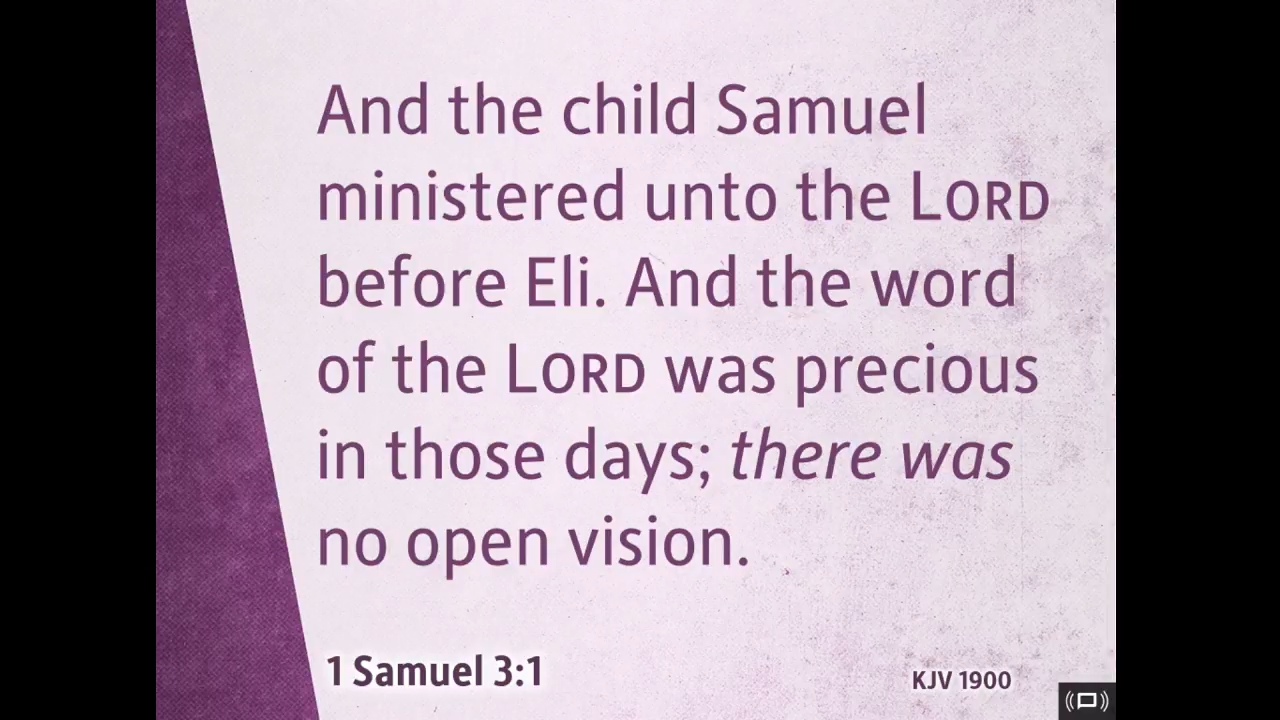 And the child Samuel
ministered unto the LORD
before Eli. And the word
of the LORD was precious
in those days; there was
no open vision.
1 Samuel 3:1
KJV 1900